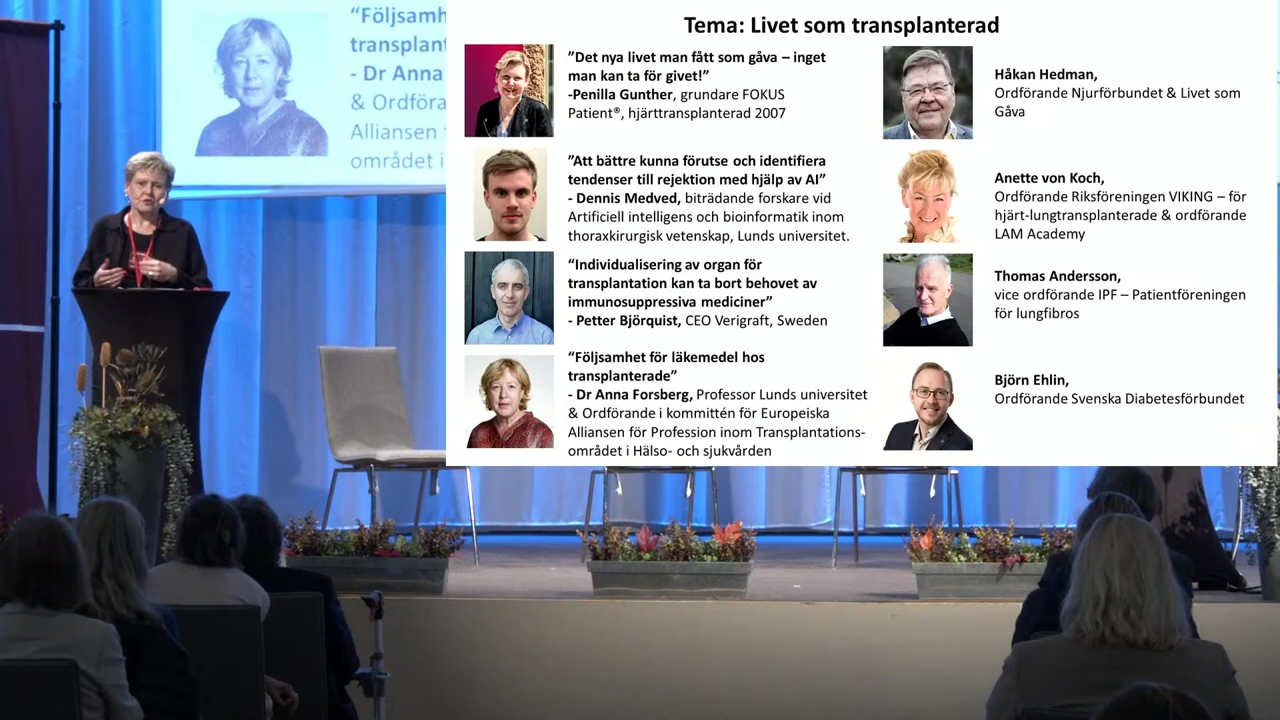 “Följsamh
transplant
- Dr Anna
& Ordföra
Alliansen f
området i
Tema: Livet som transplanterad
”Det nya livet man fått som gåva – inget
man kan ta för givet!”
-Penilla Gunther, grundare FOKUS
Patient®, hjärttransplanterad 2007
”Att bättre kunna förutse och identifiera
tendenser till rejektion med hjälp av AI”
- Dennis Medved, biträdande forskare vid
Artificiell intelligens och bioinformatik inom
thoraxkirurgisk vetenskap, Lunds universitet.
“Individualisering av organ för
transplantation kan ta bort behovet av
immunosuppressiva mediciner”
- Petter Björquist, CEO Verigraft, Sweden
“Följsamhet för läkemedel hos
transplanterade”
- Dr Anna Forsberg, Professor Lunds universitet
& Ordförande i kommittén för Europeiska
Alliansen för Profession inom Transplantations-
området i Hälso- och sjukvården
Håkan Hedman,
Ordförande Njurförbundet & Livet som
Gåva
Anette von Koch,
Ordförande Riksföreningen VIKING – för
hjärt-lungtransplanterade & ordförande
LAM Academy
Thomas Andersson,
vice ordförande IPF – Patientföreningen
för lungfibros
Björn Ehlin,
Ordförande Svenska Diabetesförbundet